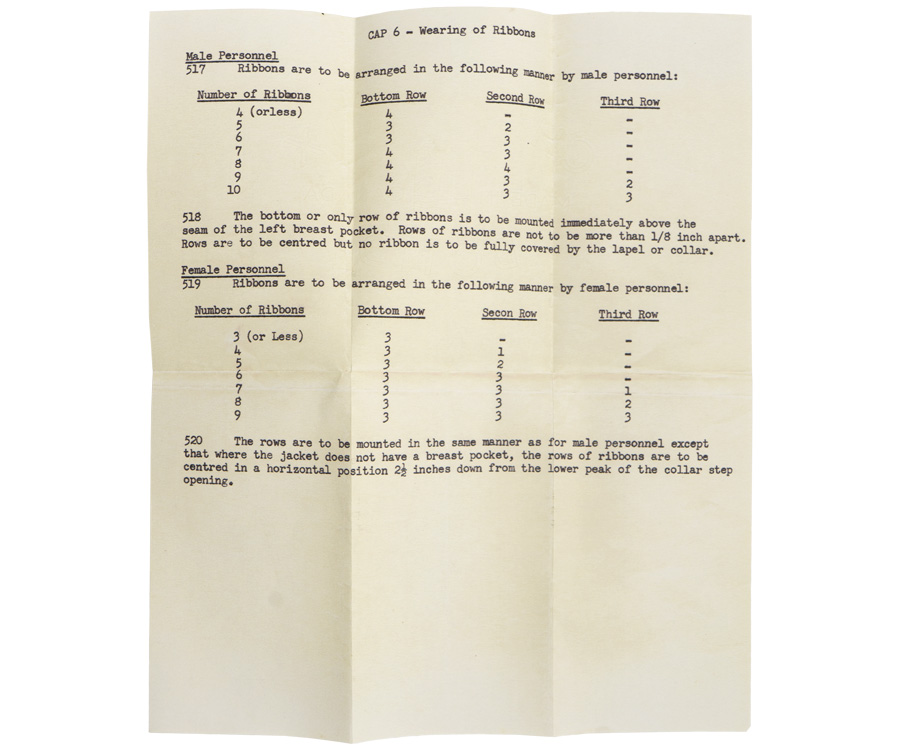 CAP 6 - Wearing of Ribbons
Male Personnel
517 Ribbons are to be arranged in the following manner by male personnel:
Number of Ribbons Bottom Row Second Row Third Row
4 (orless) 4 - -
5 3 2 -
6 3 3 -
7 4 3 -
8 4 4 -
9 4 3 2
10 4 3 3
518 The bottom or only row of ribbons is to be mounted immediately above the
seam of the left breast pocket. Rows of ribbons are not to be more than 1/8 inch apart.
Rows are to be centred but no ribbon is to be fully covered by the lapel or collar.
Female Personnel
519 Ribbons are to be arranged in the following manner by female personnel:
Number of Ribbons Bottom Row Secon Row Third Row
3 (or Less) 3 - -
4 3 1 -
5 3 2 -
6 3 3 -
7 3 3 1
8 3 3 2
9 3 3 3
520 The rows are to be mounted in the same manner as for male personnel except
that where the jacket does not have a breast pocket, the rows of ribbons are to be
centred in a horizontal position 2½ inches down from the lower peak of the collar step
opening.